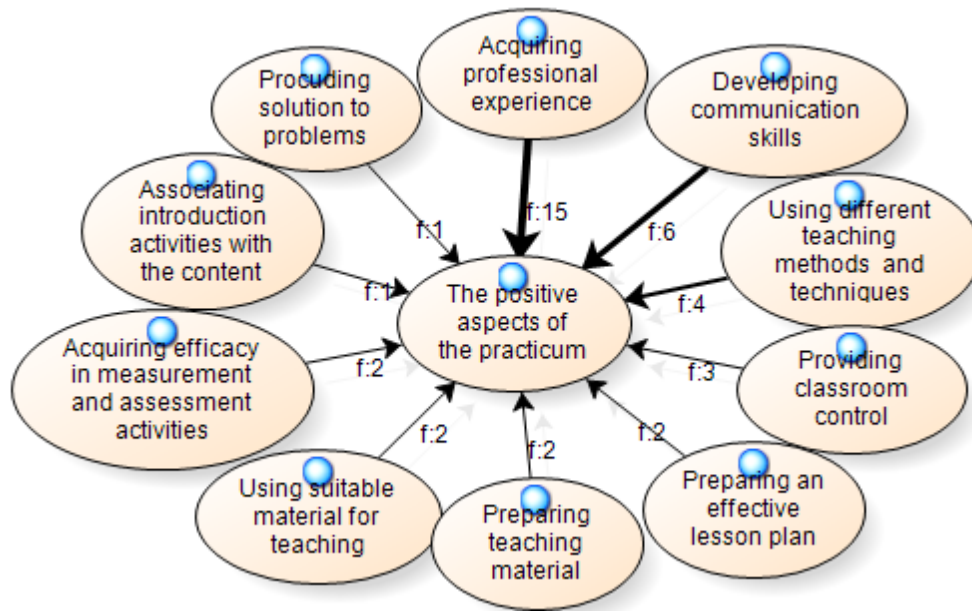 Acquiring
professional
experience
Developing
communication
skills
Using different
teaching
methods and
techniques
Providing
classroom
control
Preparing an
effective
lesson plan
Preparing
teaching
material
Using suitable
material for
teaching
Acquiring efficacy
in measurement
and assessment
activities
Associating
introduction
activities with
the content
Procuding
solution to
problems
The positive
aspects of
the practicum
f:15
f:6
f:4
f:3
f:2
f:2
f:2
f:2
f:1
f:1